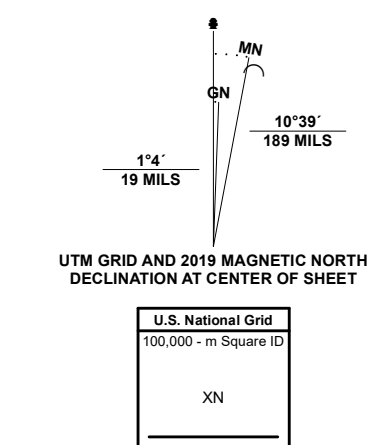 MN
GN
10°39´
189 MILS
1°4´
19 MILS
UTM GRID AND 2019 MAGNETIC NORTH
DECLINATION AT CENTER OF SHEET
U.S. National Grid
100,000 - m Square ID
XN